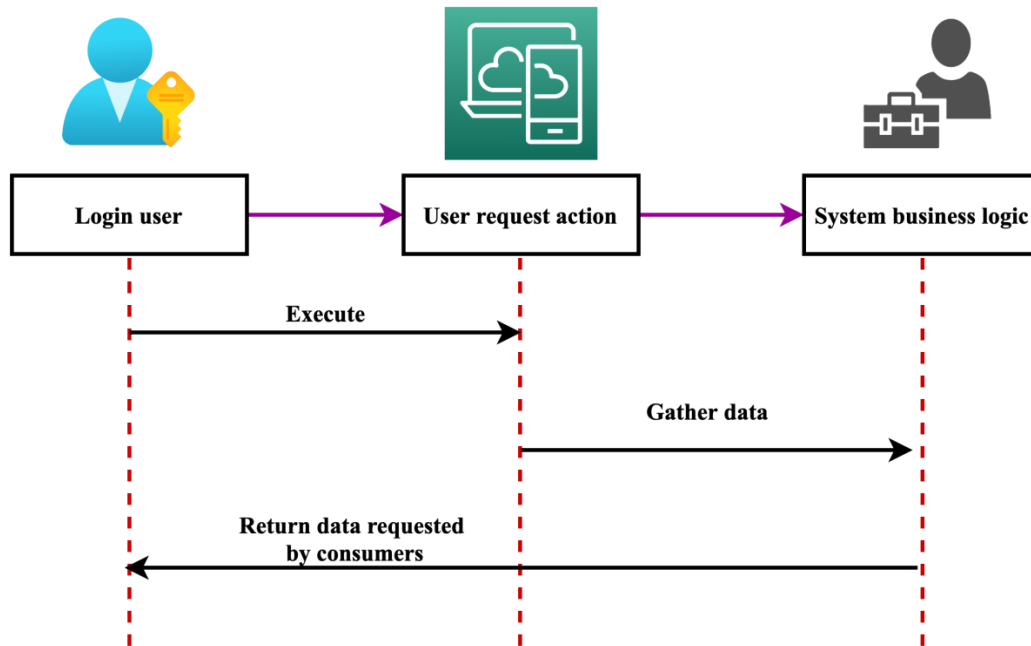 Login user
User request action
System business logic
Execute
Gather data
Return data requested
by consumers